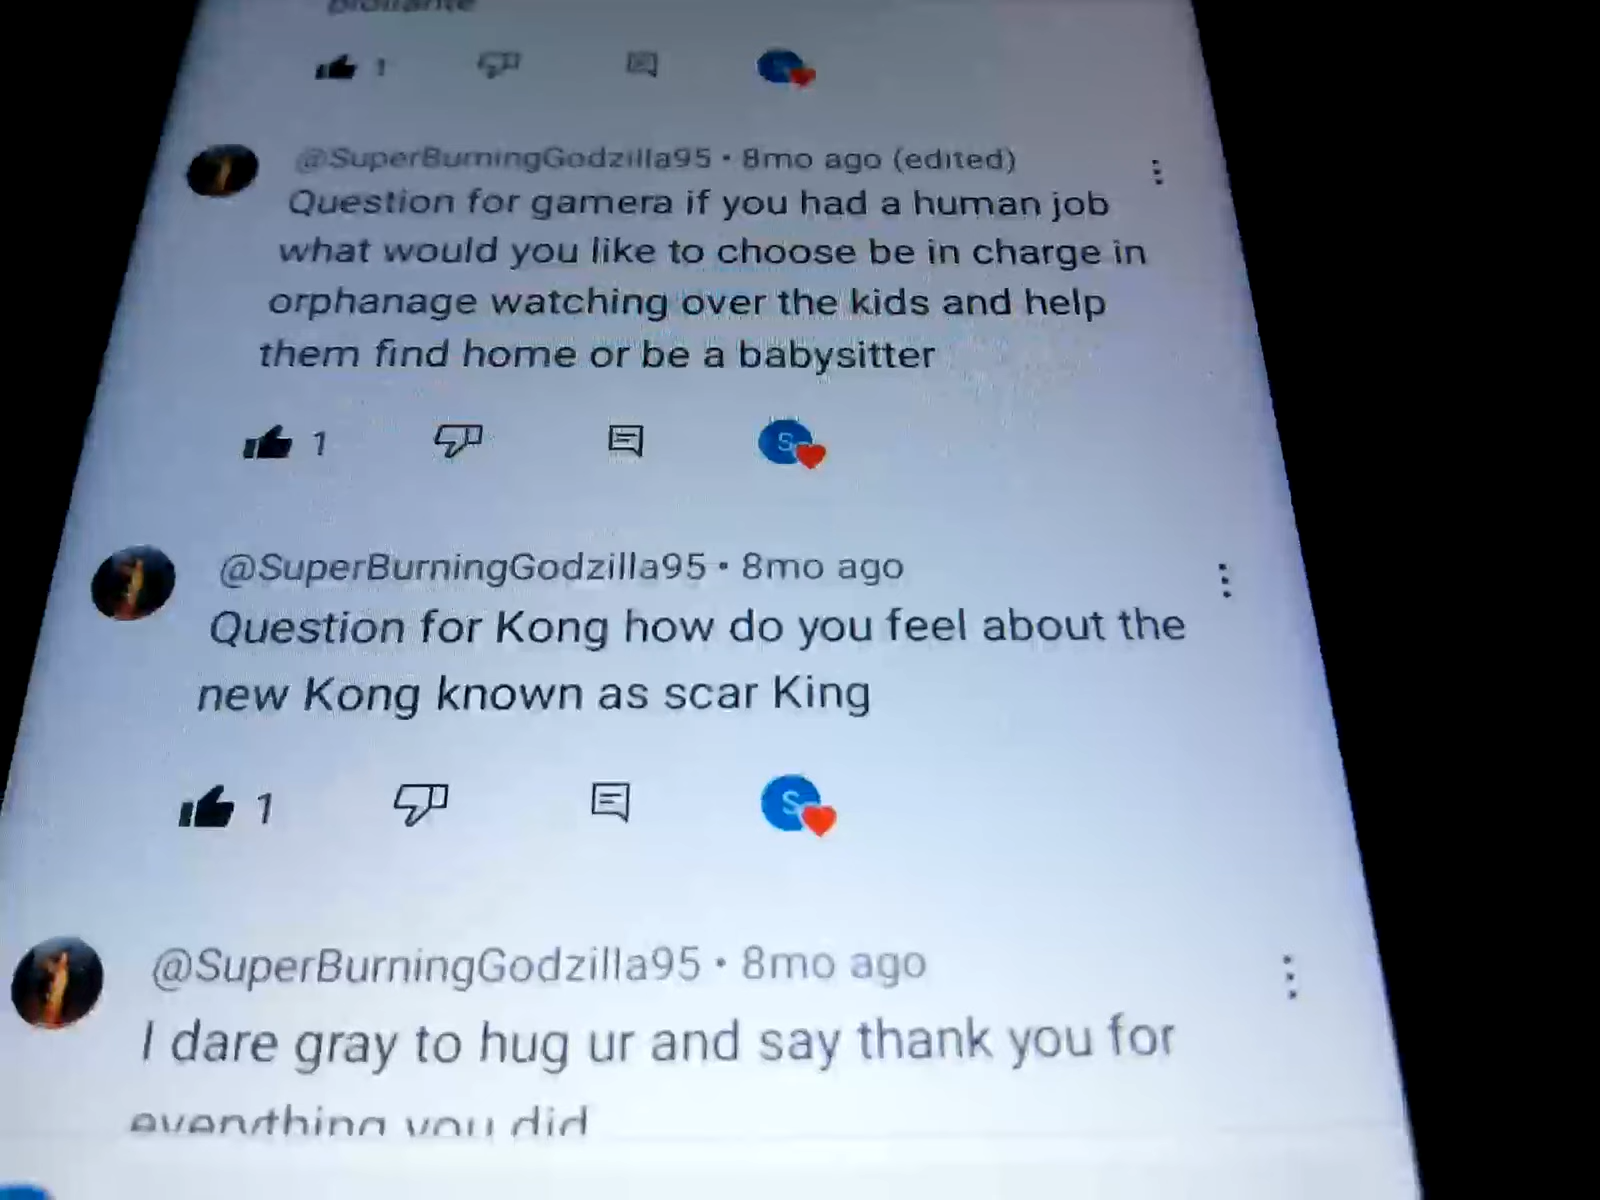 1
@SuperBurningGodzilla95 • 8mo ago (edited)
Question for gamera if you had a human job
what would you like to choose be in charge in
orphanage watching over the kids and help
them find home or be a babysitter
1
S
@SuperBurningGodzilla95 • 8mo ago
Question for Kong how do you feel about the
new Kong known as scar King
1
S
@SuperBurningGodzilla95 • 8mo ago
I dare gray to hug ur and say thank you for
everything you did